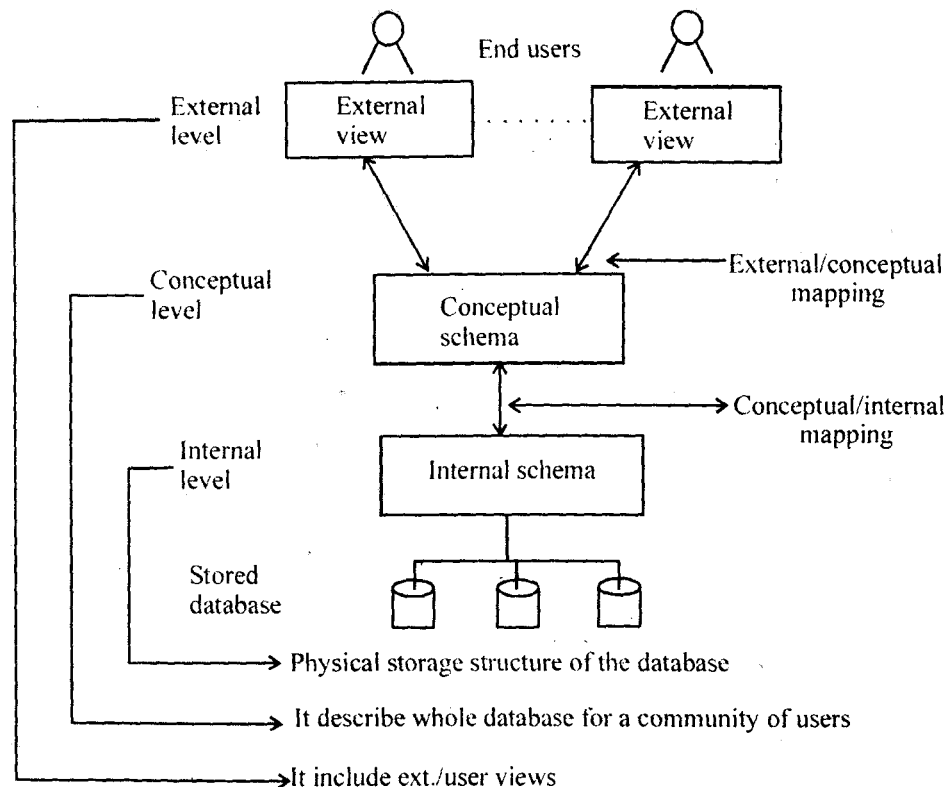 End users
External
level
External
view
External
view
External/conceptual
mapping
Conceptual
level
Conceptual
schema
Conceptual/internal
mapping
Internal
level
Internal schema
Stored
database
Physical storage structure of the database
It describe whole database for a community of users
It include ext./user views